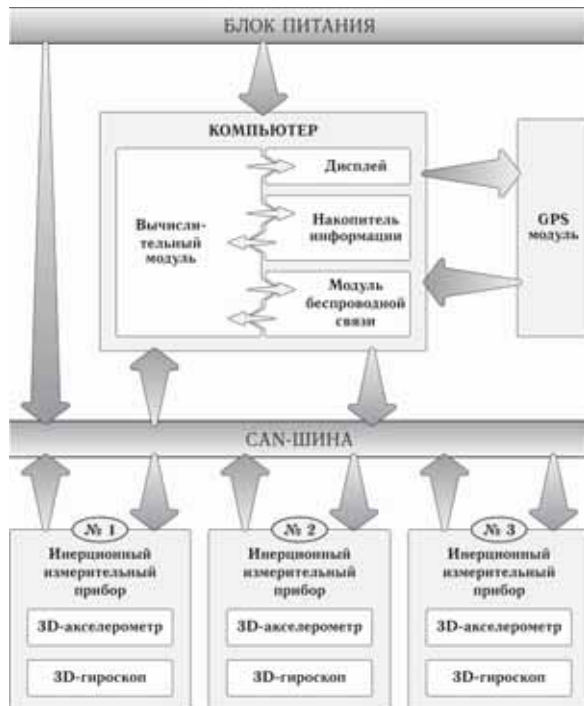 БЛОК ПИТАНИЯ
КОМПЬЮТЕР
Вычисли-
тельный
модуль
Дисплей
Накопитель
информации
Модуль
беспроводной
связи
GPS
модуль
CAN-ШИНА
№ 1
Инерционный
измерительный
прибор
3D-акселерометр
3D-гироскоп
№ 2
Инерционный
измерительный
прибор
3D-акселерометр
3D-гироскоп
№ 3
Инерционный
измерительный
прибор
3D-акселерометр
3D-гироскоп